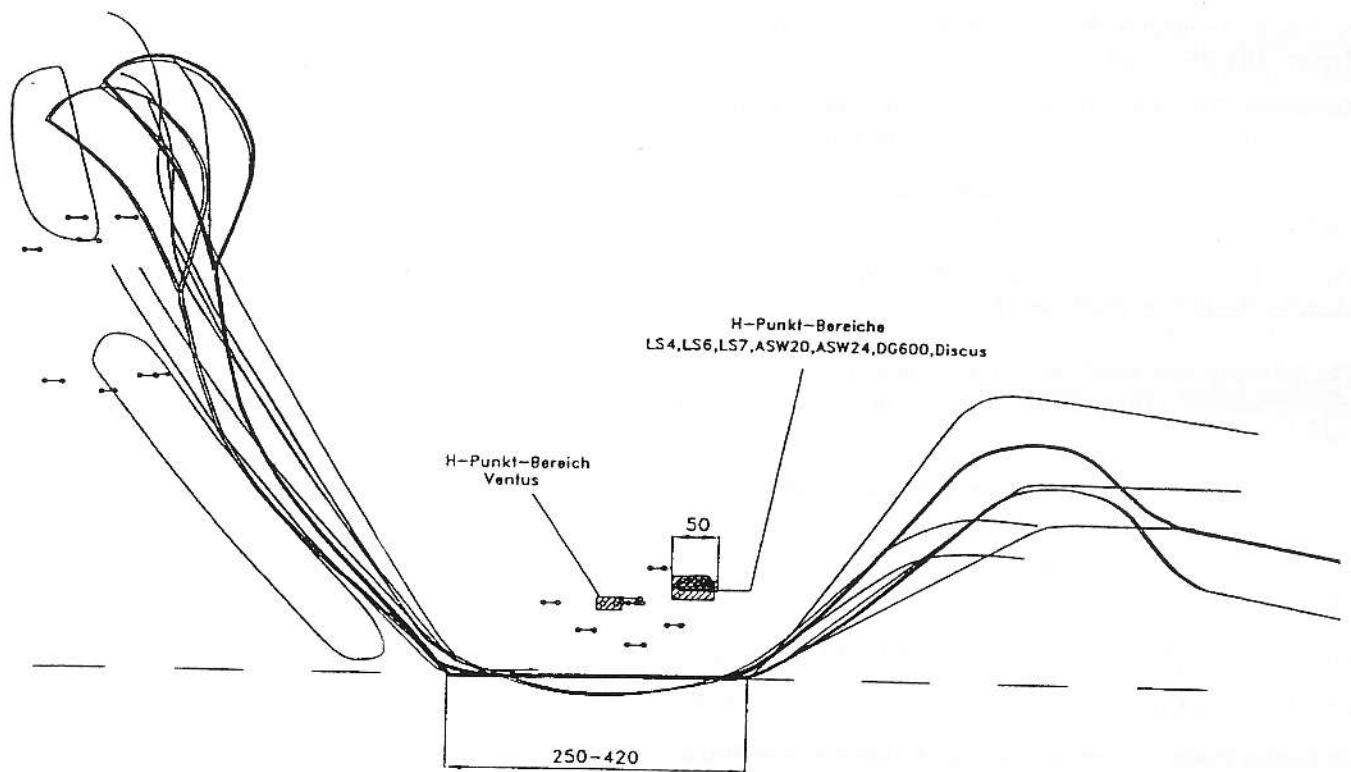 H-Punkt-Bereiche
LS4,LS6,LS7,ASW20,ASW24,DG600,Discus
H-Punkt-Bereich
Ventus
50
250-420